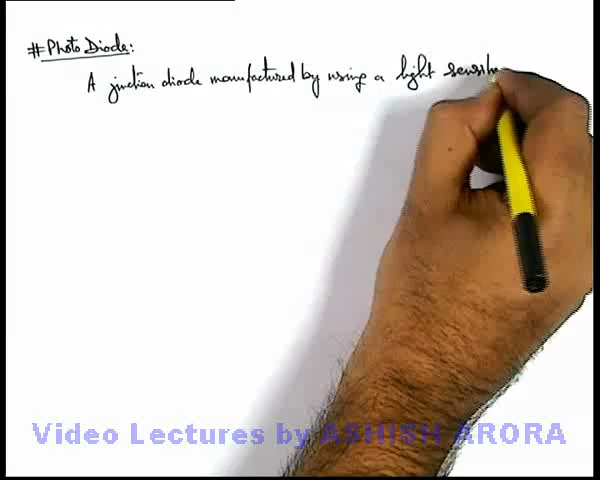 # Photo Diode:
A junction diode manufactured by using a light
Video Lectures by ASHISH ARORA